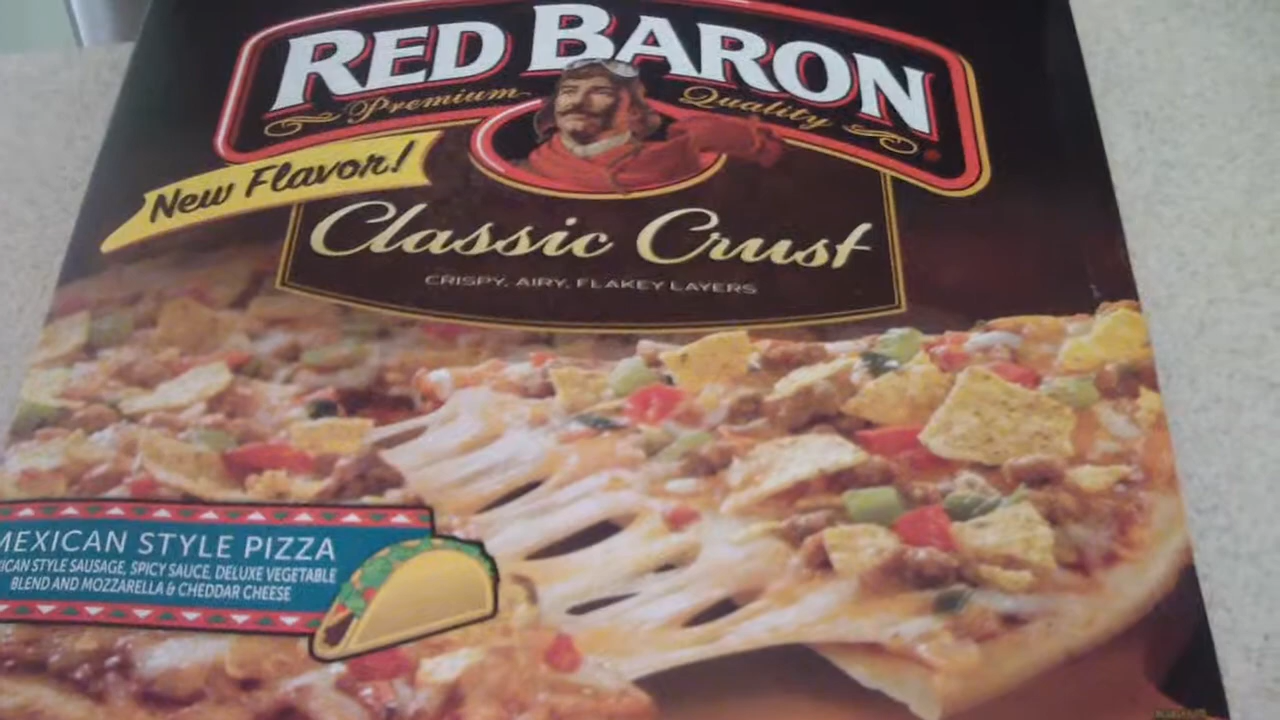 RED BARON
Premium Quality
New Flavor!
Classic Crust
CRISPY, AIRY, FLAKEY LAYERS
MEXICAN STYLE PIZZA
ICAN STYLE SAUSAGE, SPICY SAUCE, DELUXE VEGETABLE
BLEND AND MOZZARELLA & CHEDDAR CHEESE